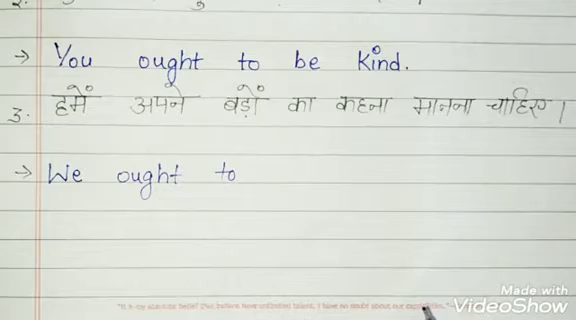 → You ought to be kind.
3. हमें अपने बड़ों का कहना मानना चाहिए।
→ We ought to
Made with
VideoShow